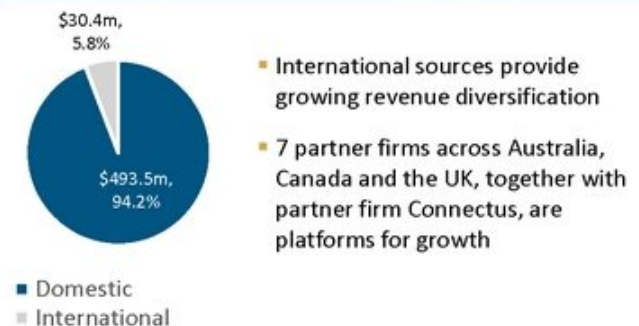 $30.4m,
5.8%
$493.5m,
94.2%
Domestic
International
International sources provide
growing revenue diversification
7 partner firms across Australia,
Canada and the UK, together with
partner firm Connectus, are
platforms for growth